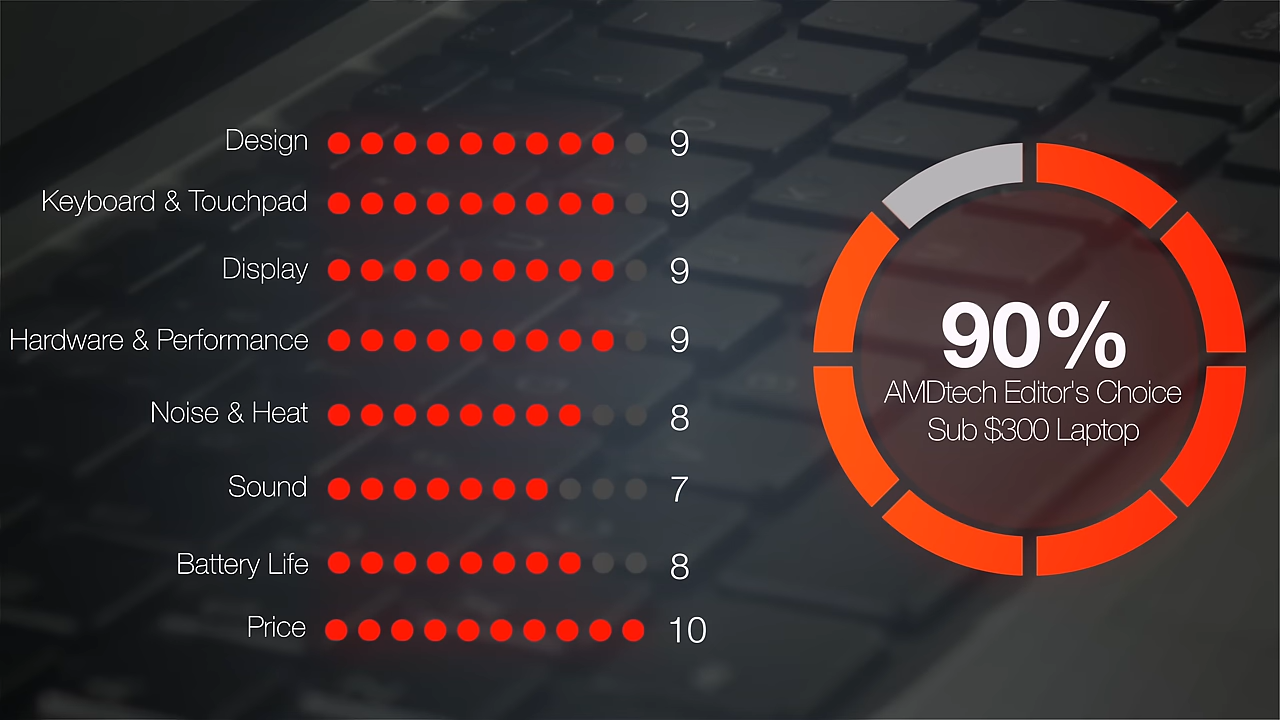 Design 9
Keyboard & Touchpad 9
Display 9
Hardware & Performance 9
Noise & Heat 8
Sound 7
Battery Life 8
Price 10
90%
AMDtech Editor's Choice
Sub $300 Laptop